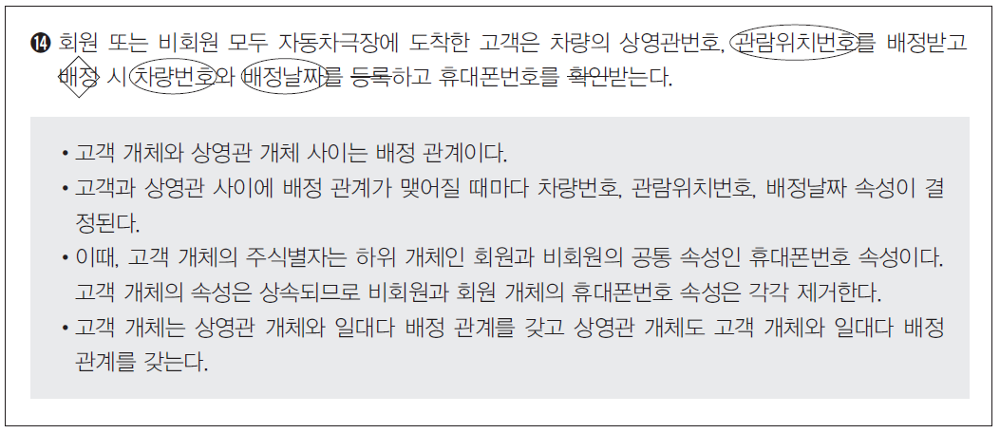 ⓮ 회원 또는 비회원 모두 자동차극장에 도착한 고객은 차량의 상영관번호, 관람위치번호를 배정받고
배정 시 차량번호와 배정날짜를 등록하고 휴대폰번호를 확인받는다.
• 고객 개체와 상영관 개체 사이는 배정 관계이다.
• 고객과 상영관 사이에 배정 관계가 맺어질 때마다 차량번호, 관람위치번호, 배정날짜 속성이 결
정된다.
• 이때, 고객 개체의 주식별자는 하위 개체인 회원과 비회원의 공통 속성인 휴대폰번호 속성이다.
고객 개체의 속성은 상속되므로 비회원과 회원 개체의 휴대폰번호 속성은 각각 제거한다.
• 고객 개체는 상영관 개체와 일대다 배정 관계를 갖고 상영관 개체도 고객 개체와 일대다 배정
관계를 갖는다.